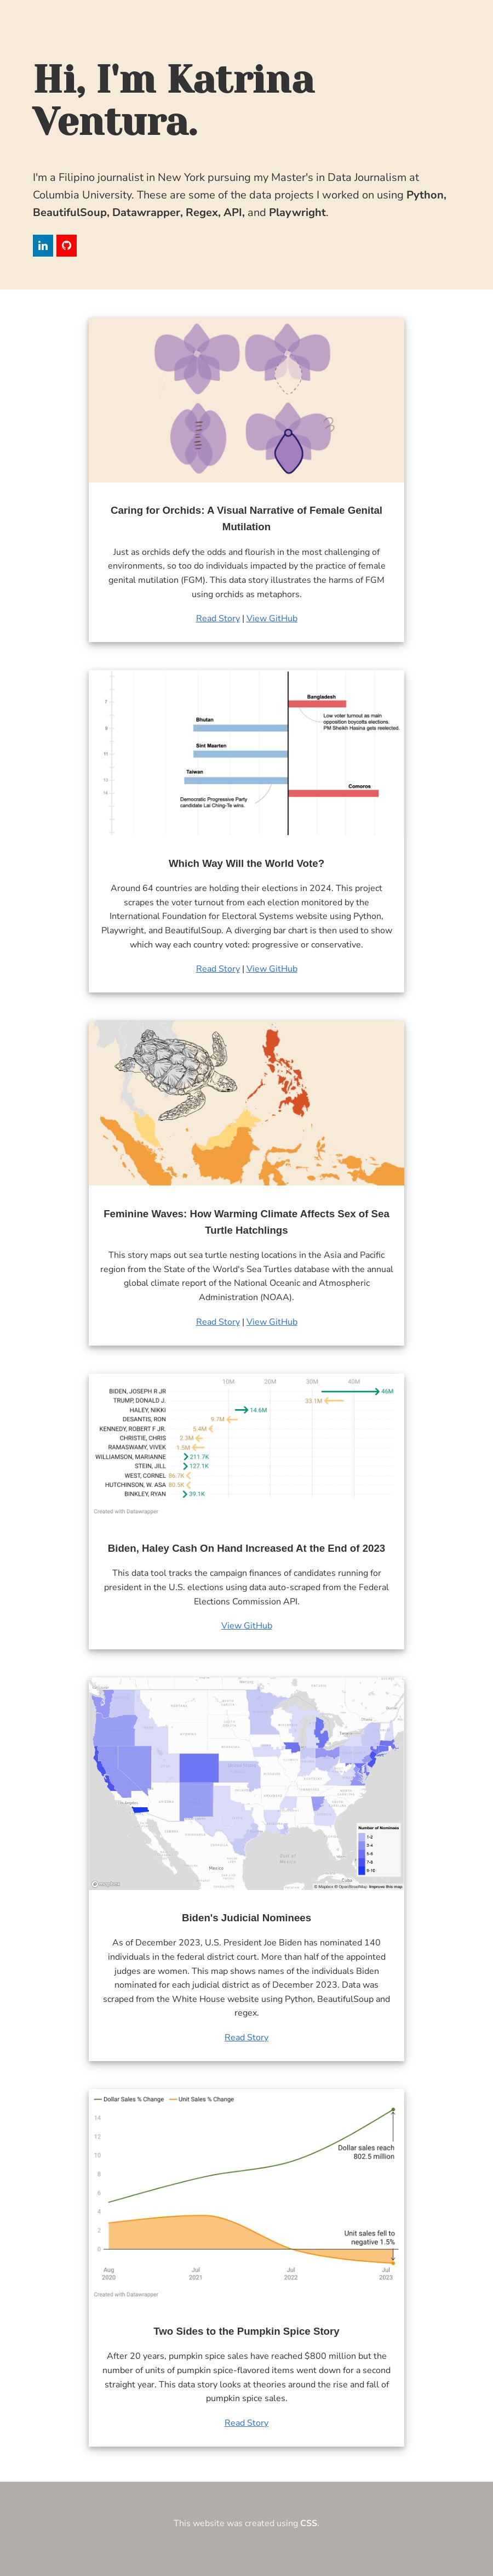 Hi, I'm Katrina
Ventura.
I'm a Filipino journalist in New York pursuing my Master's in Data Journalism at
Columbia University. These are some of the data projects I worked on using Python,
BeautifulSoup, Datawrapper, Regex, API, and Playwright.
in
Caring for Orchids: A Visual Narrative of Female Genital
Mutilation
Just as orchids defy the odds and flourish in the most challenging of
environments, so too do individuals impacted by the practice of female
genital mutilation (FGM). This data story illustrates the harms of FGM
using orchids as metaphors.
Read Story | View GitHub
Bangladesh
Low voter turnout as main
opposition boycotts elections.
PM Sheikh Hasina gets reelected.
Bhutan
Sint Maarten
Taiwan
Comoros
Democratic Progressive Party
candidate Lai Ching-Te wins.
Which Way Will the World Vote?
Around 64 countries are holding their elections in 2024. This project
scrapes the voter turnout from each election monitored by the
International Foundation for Electoral Systems website using Python,
Playwright, and BeautifulSoup. A diverging bar chart is then used to show
which way each country voted: progressive or conservative.
Read Story | View GitHub
Feminine Waves: How Warming Climate Affects Sex of Sea
Turtle Hatchlings
This story maps out sea turtle nesting locations in the Asia and Pacific
region from the State of the World's Sea Turtles database with the annual
global climate report of the National Oceanic and Atmospheric
Administration (NOAA).
Read Story | View GitHub
10M 20M 30M 40M
BIDEN, JOSEPH R JR 46M
TRUMP, DONALD J. 33.1M
HALEY, NIKKI 14.6M
DESANTIS, RON 9.7M
KENNEDY, ROBERT F JR. 5.4M
CHRISTIE, CHRIS 2.3M
RAMASWAMY, VIVEK 1.5M
WILLIAMSON, MARIANNE 211.7K
STEIN, JILL 127.1K
WEST, CORNEL 86.7K
HUTCHINSON, W. ASA 80.5K
BINKLEY, RYAN 39.1K
Created with Datawrapper
Biden, Haley Cash On Hand Increased At the End of 2023
This data tool tracks the campaign finances of candidates running for
president in the U.S. elections using data auto-scraped from the Federal
Elections Commission API.
View GitHub
Number of Nominees
1-2
3-4
5-6
7-8
Gulf of
Mexico
Mexico
Cuba
© Mapbox © OpenStreetMap Improve this map
Biden's Judicial Nominees
As of December 2023, U.S. President Joe Biden has nominated 140
individuals in the federal district court. More than half of the appointed
judges are women. This map shows names of the individuals Biden
nominated for each judicial district as of December 2023. Data was
scraped from the White House website using Python, BeautifulSoup and
regex.
Read Story
Dollar Sales % Change Unit Sales % Change
14
12
10
8
6
4
2
0
Dollar sales reach
802.5 million
Unit sales fell to
negative 1.5%
Aug Jul Jul Jul
2020 2021 2022 2023
Created with Datawrapper
Two Sides to the Pumpkin Spice Story
After 20 years, pumpkin spice sales have reached $800 million but the
number of units of pumpkin spice-flavored items went down for a second
straight year. This data story looks at theories around the rise and fall of
pumpkin spice sales.
Read Story
This website was created using CSS.